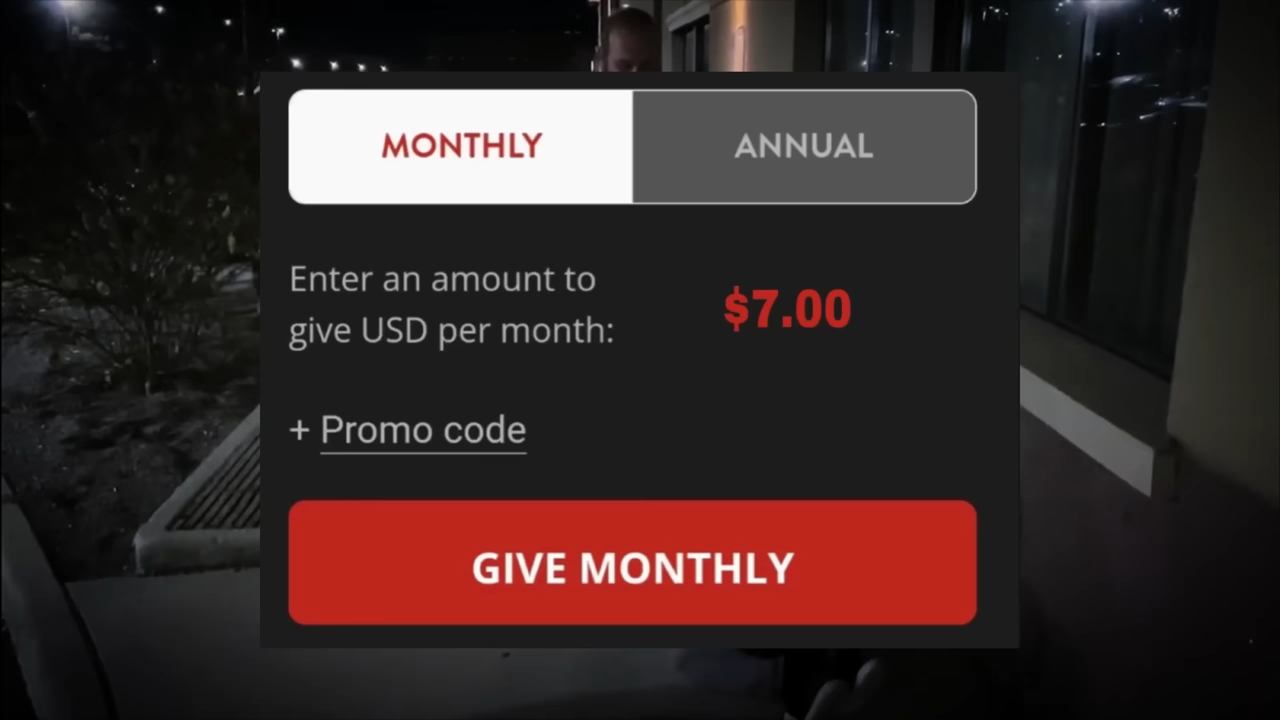 MONTHLY
ANNUAL
Enter an amount to
give USD per month:
$7.00
+ Promo code
GIVE MONTHLY